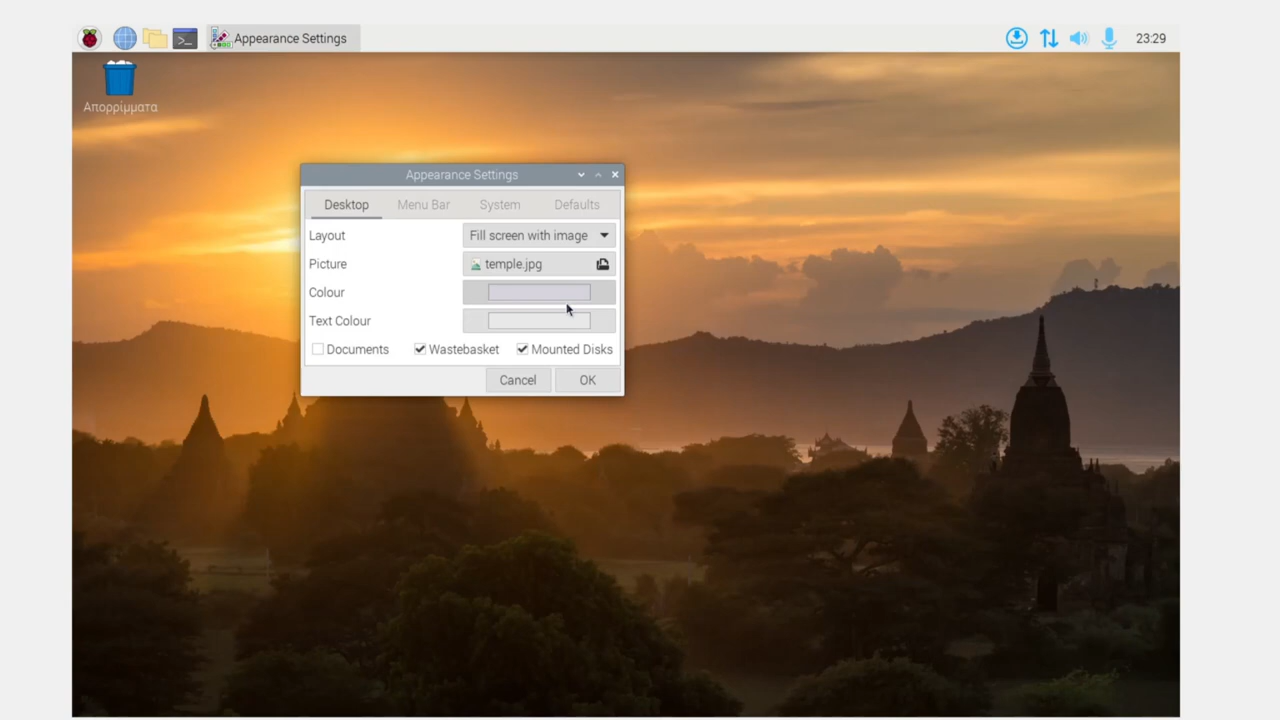 Appearance Settings
23:29
Απορρίμματα
Appearance Settings
Desktop Menu Bar System Defaults
Layout Fill screen with image
Picture temple.jpg
Colour
Text Colour
Documents Wastebasket Mounted Disks
Cancel OK